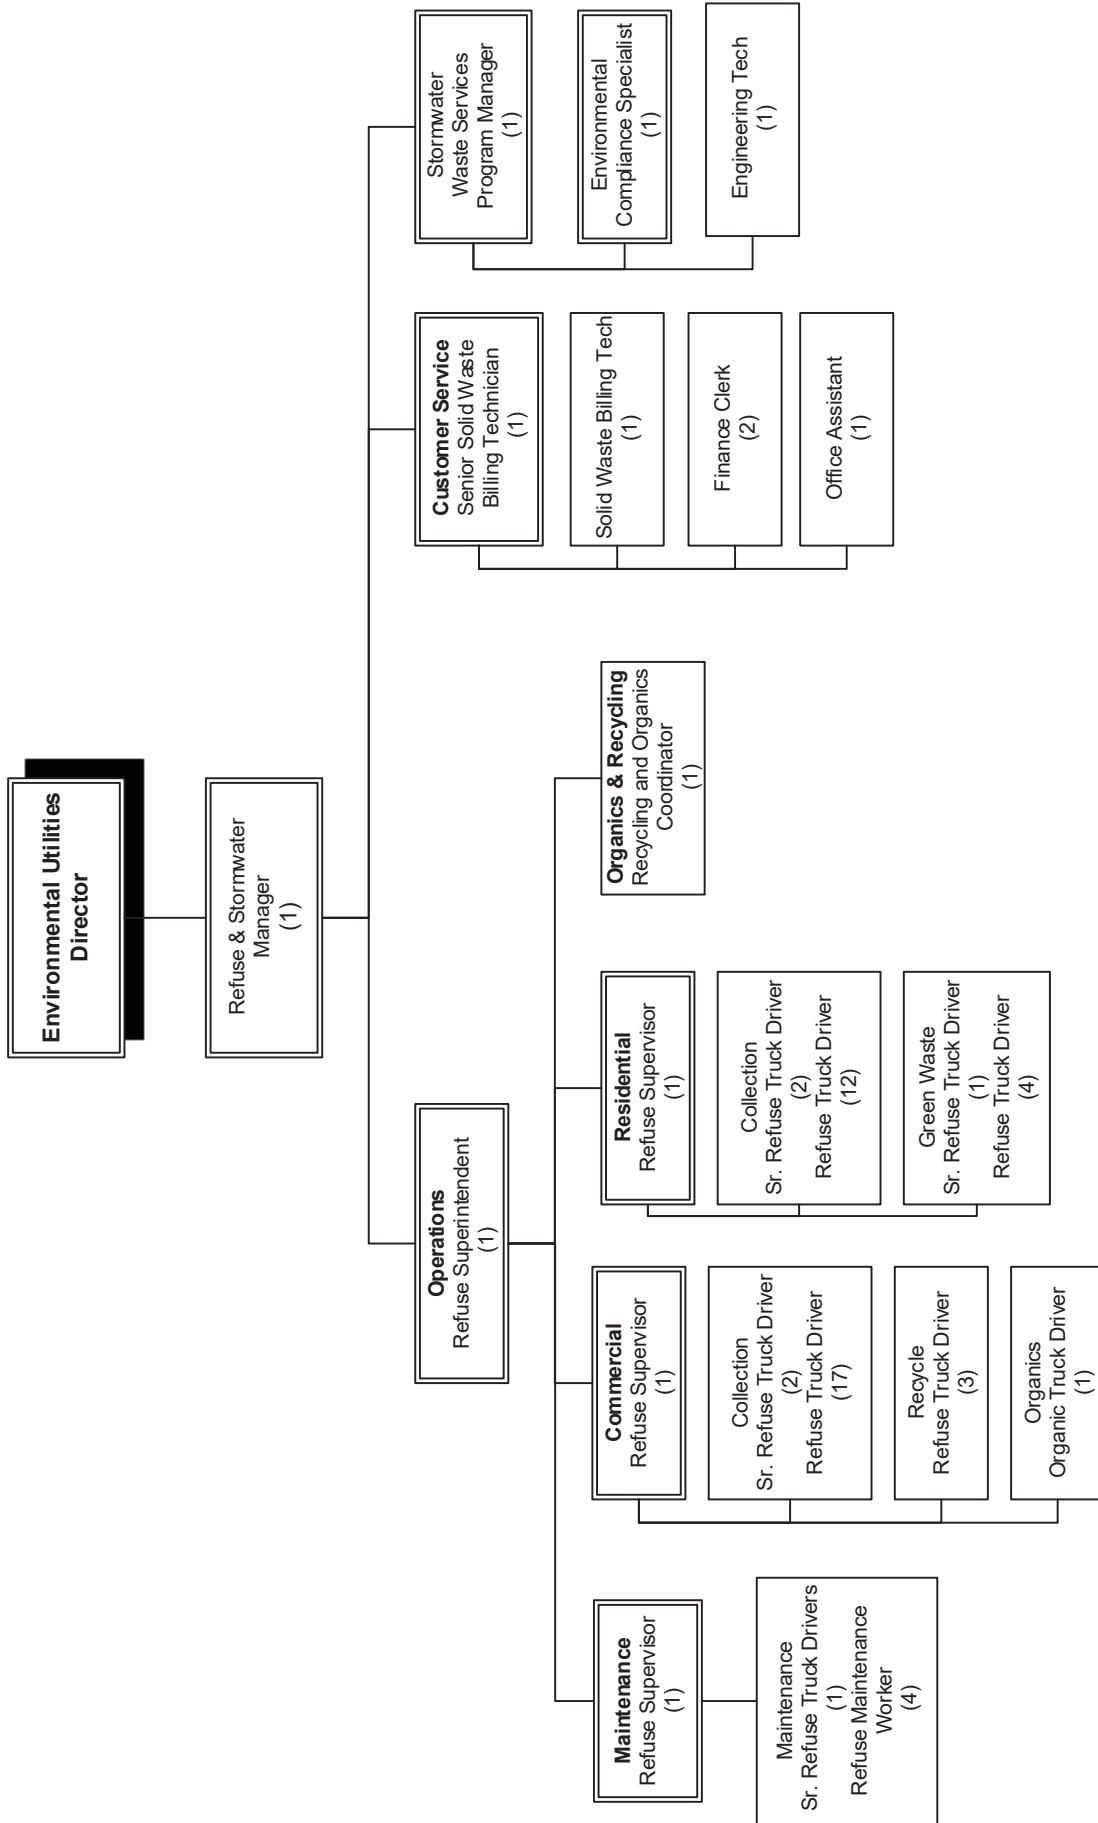 Environmental Utilities
Director
Refuse & Stormwater
Manager
(1)
Operations
Refuse Superintendent
(1)
Maintenance
Refuse Supervisor
(1)
Maintenance
Sr. Refuse Truck Drivers
(1)
Refuse Maintenance
Worker
(4)
Commercial
Refuse Supervisor
(1)
Collection
Sr. Refuse Truck Driver
(2)
Refuse Truck Driver
(17)
Recycle
Refuse Truck Driver
(3)
Organics
Organic Truck Driver
(1)
Residential
Refuse Supervisor
(1)
Collection
Sr. Refuse Truck Driver
(2)
Refuse Truck Driver
(12)
Green Waste
Sr. Refuse Truck Driver
(1)
Refuse Truck Driver
(4)
Organics & Recycling
Recycling and Organics
Coordinator
(1)
Customer Service
Senior Solid Waste
Billing Technician
(1)
Solid Waste Billing Tech
(1)
Finance Clerk
(2)
Office Assistant
(1)
Stormwater
Waste Services
Program Manager
(1)
Environmental
Compliance Specialist
(1)
Engineering Tech
(1)